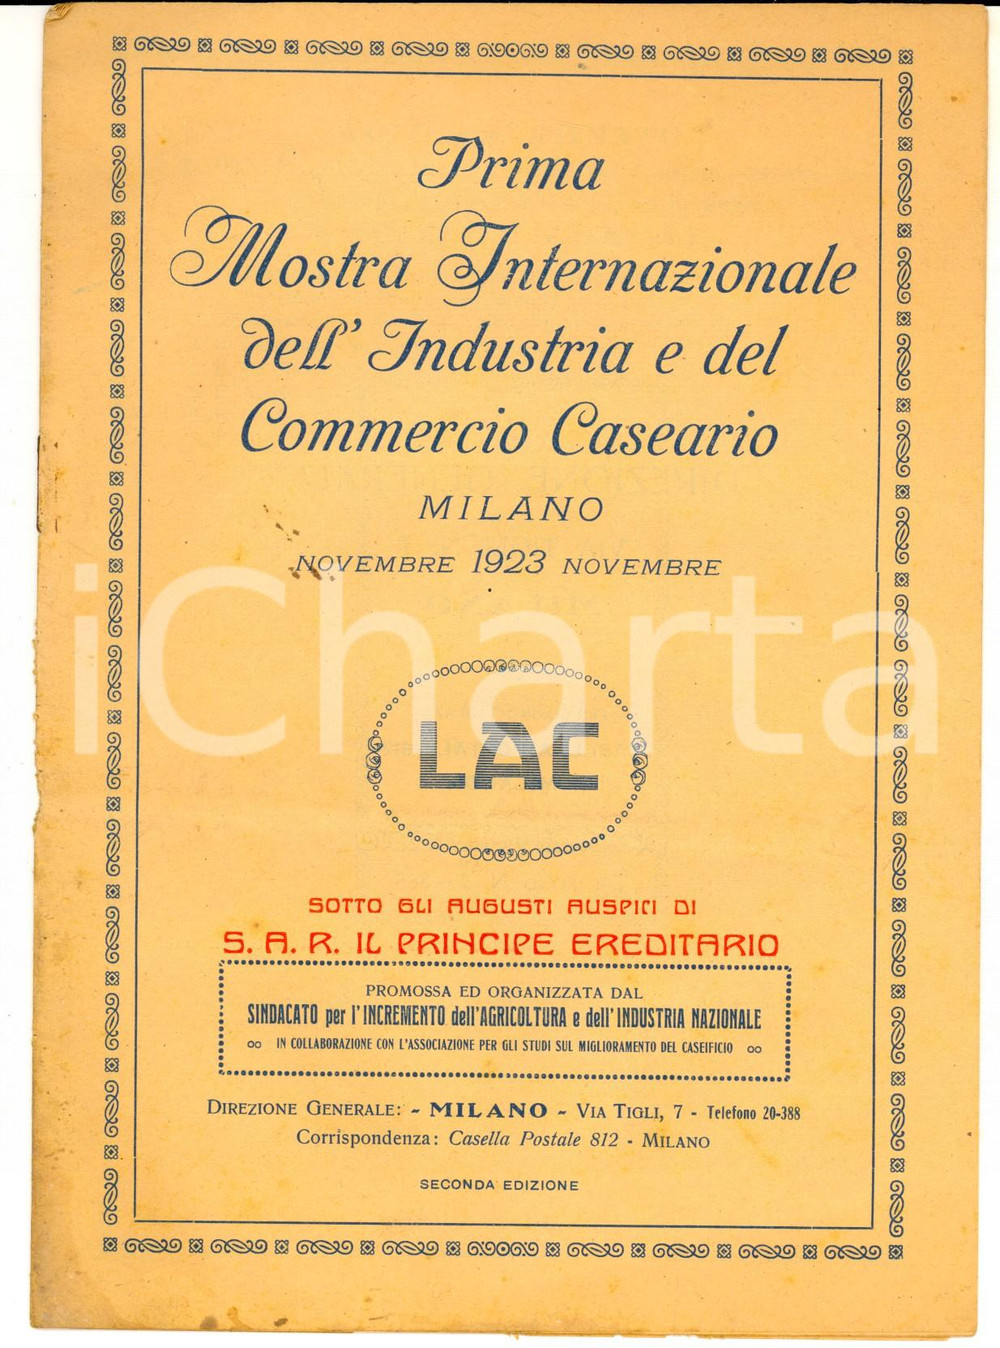 Prima
Mostra Internazionale
dell' Industria e del
Commercio Caseario
MILANO
NOVEMBRE 1923 NOVEMBRE
iCharta
LAC
SOTTO GLI AUGUSTI AUSPICI DI
S. A. R. IL PRINCIPE EREDITARIO
PROMOSSA ED ORGANIZZATA DAL
SINDACATO per l'INCREMENTO dell'AGRICOLTURA e dell'INDUSTRIA NAZIONALE
IN COLLABORAZIONE CON L'ASSOCIAZIONE PER GLI STUDI SUL MIGLIORAMENTO DEL CASEIFICIO
DIREZIONE GENERALE: - MILANO - VIA TIGLI, 7 - Telefono 20-388
Corrispondenza: Casella Postale 812 - MILANO
SECONDA EDIZIONE